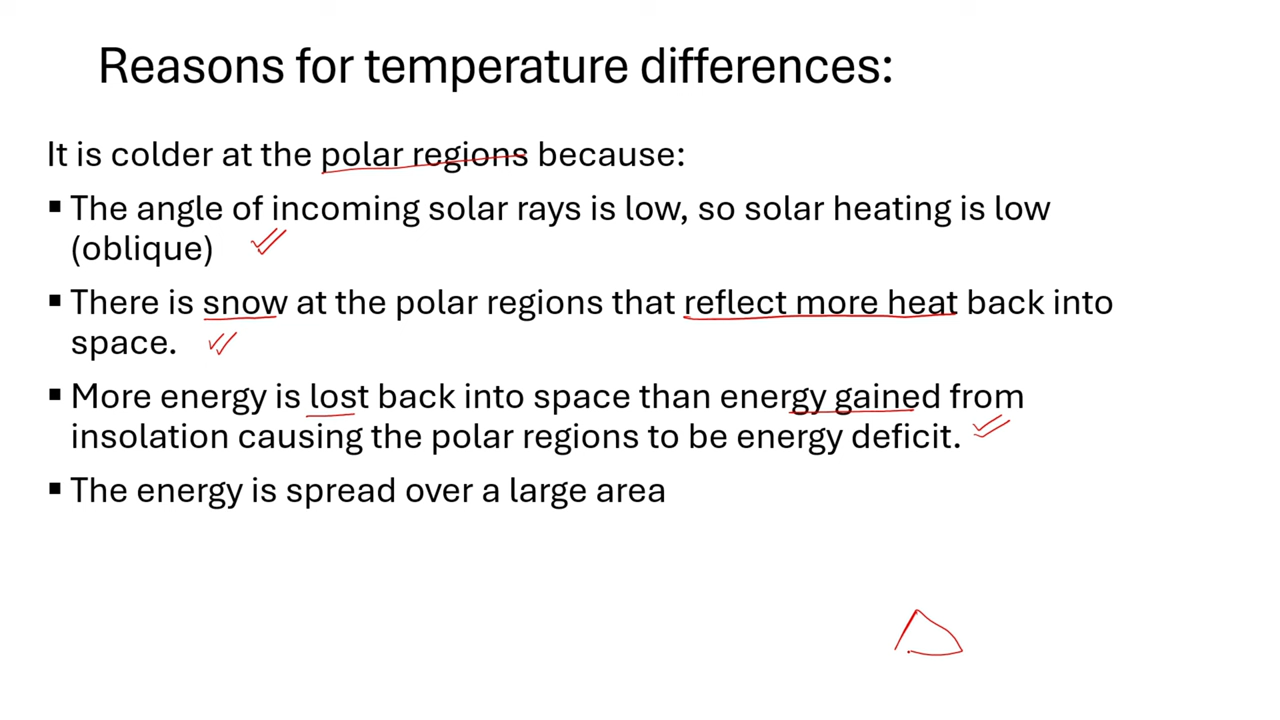 Reasons for temperature differences:
It is colder at the polar regions because:
▪ The angle of incoming solar rays is low, so solar heating is low
(oblique)
▪ There is snow at the polar regions that reflect more heat back into
space.
▪ More energy is lost back into space than energy gained from
insolation causing the polar regions to be energy deficit.
▪ The energy is spread over a large area